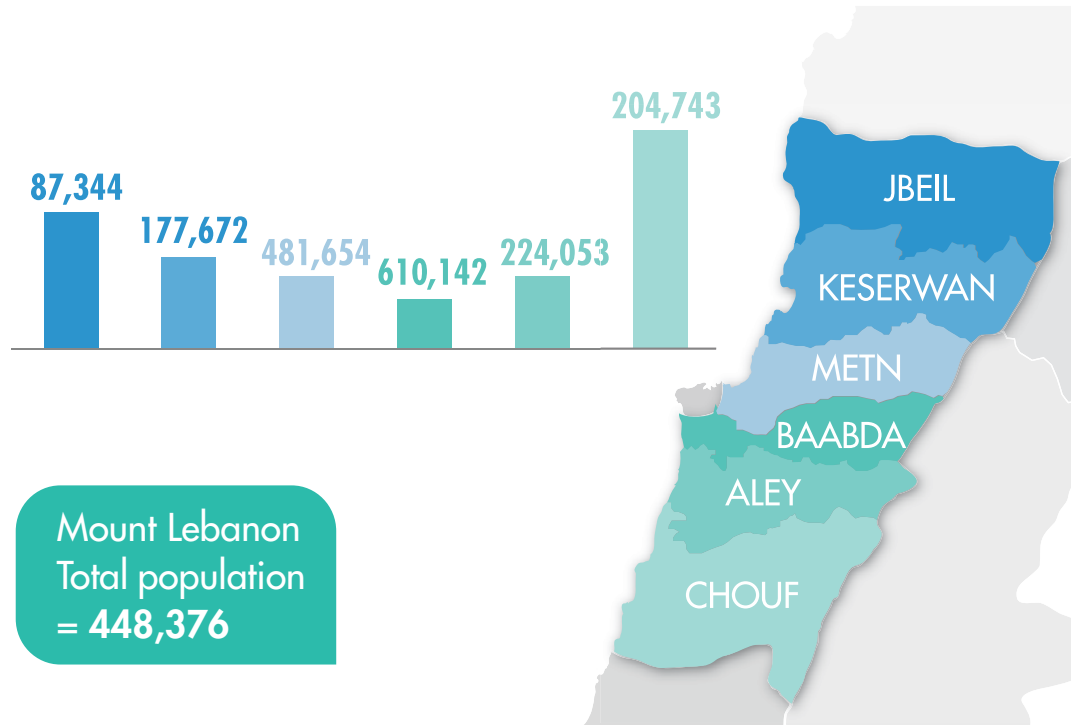 204,743
87,344
177,672
481,654
224,053
610,142
JBEIL
KESERWAN
METN
BAABDA
ALEY
CHOUF
Mount Lebanon
Total population
= 448,376